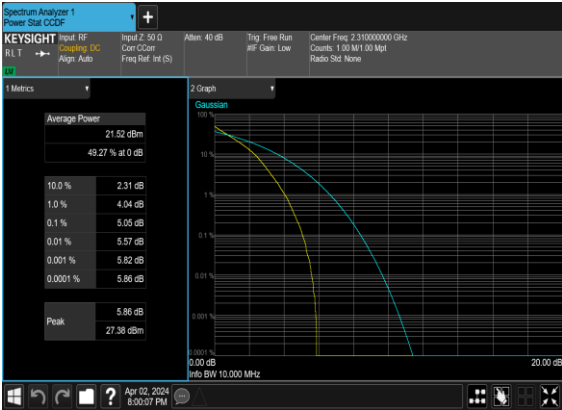 Spectrum Analyzer 1
Power Stat CCDF
KEYSIGHT
RLT
LXI
Input: RF
Coupling: DC
Align: Auto
Input Z: 50 Ω
Corr CCorr
Freq Ref: Int (S)
Atten: 40 dB
Trig: Free Run
#IF Gain: Low
Center Freq: 2.310000000 GHz
Counts: 1.00 M/1.00 Mpt
Radio Std: None
1 Metrics
Average Power
21.52 dBm
49.27 % at 0 dB
10.0 % 2.31 dB
1.0 % 4.04 dB
0.1 % 5.05 dB
0.01 % 5.57 dB
0.001 % 5.82 dB
0.0001 % 5.86 dB
Peak
5.86 dB
27.38 dBm
2 Graph
Gaussian
100 %
10 %
1 %
0.1 %
0.01 %
0.001 %
0.0001 %
0.00 dB
20.00 dB
Info BW 10.000 MHz
Apr 02, 2024
8:00:07 PM